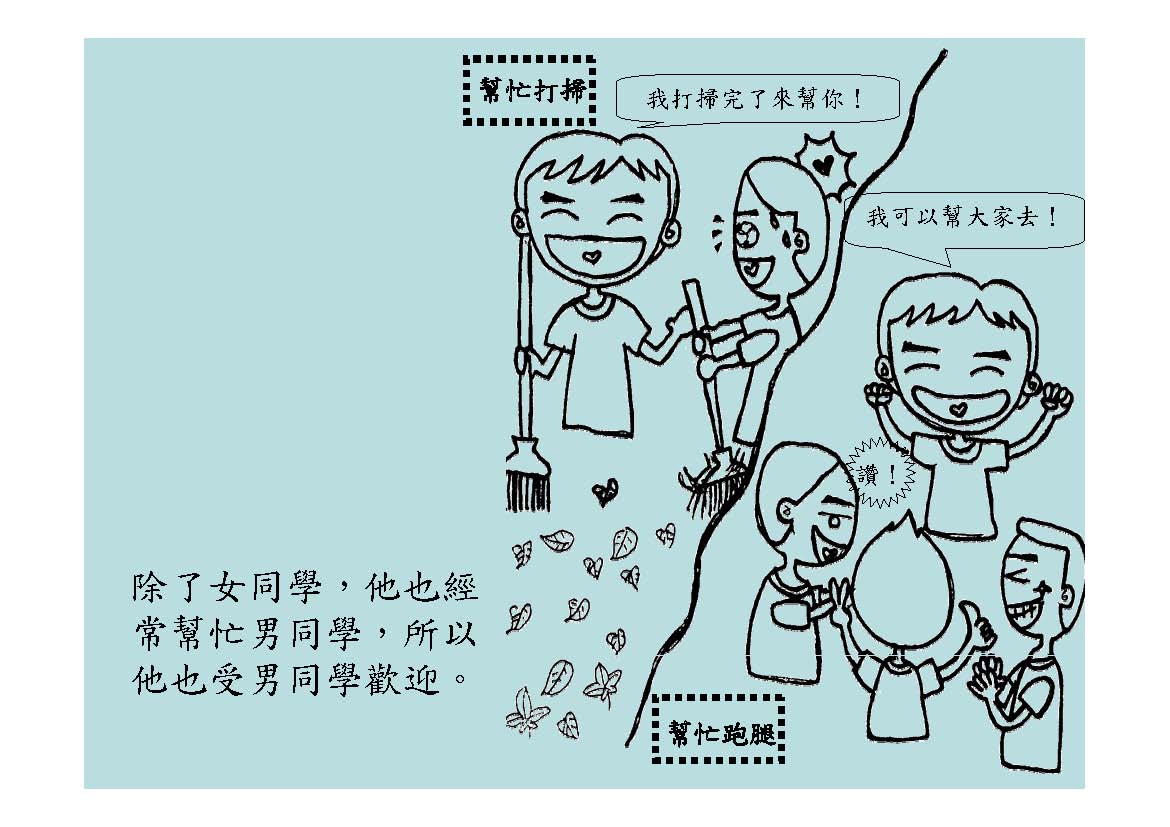 幫忙打掃
我打掃完了來幫你！
我可以幫大家去！
讚！
除了女同學，他也經
常幫忙男同學，所以
他也受男同學歡迎。
幫忙跑腿